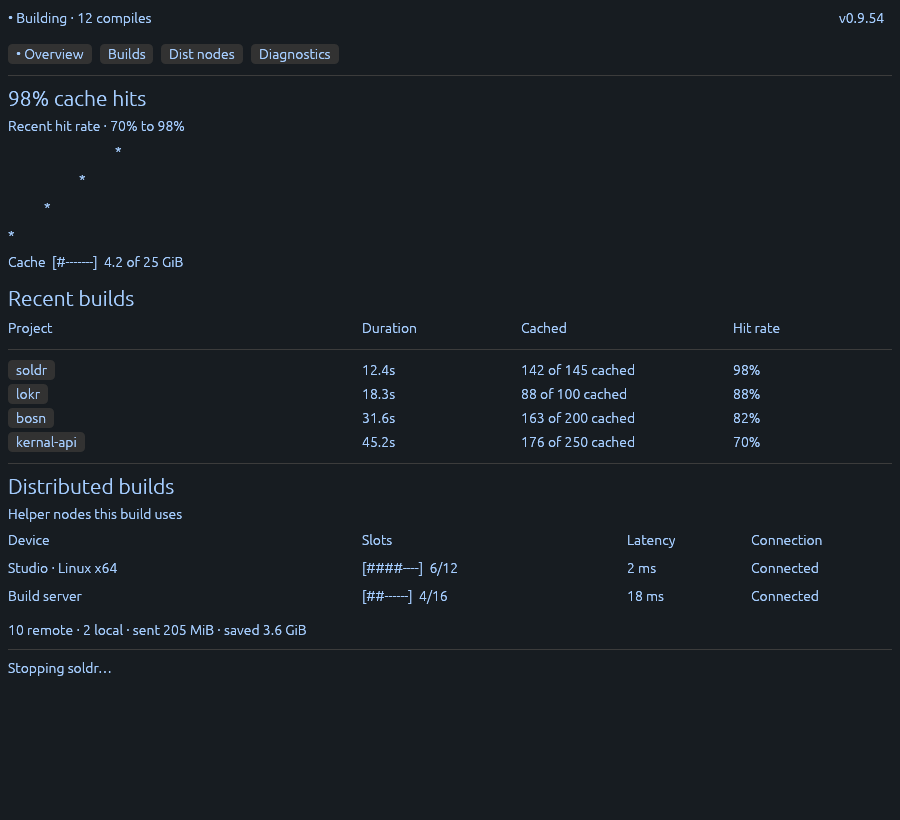 • Building · 12 compiles v0.9.54
• Overview Builds Dist nodes Diagnostics
98% cache hits
Recent hit rate · 70% to 98%
*
*
*
*
Cache [#-------] 4.2 of 25 GiB
Recent builds
Project Duration Cached Hit rate
soldr 12.4s 142 of 145 cached 98%
lokr 18.3s 88 of 100 cached 88%
bosn 31.6s 163 of 200 cached 82%
kernal-api 45.2s 176 of 250 cached 70%
Distributed builds
Helper nodes this build uses
Device Slots Latency Connection
Studio · Linux x64 [####----] 6/12 2 ms Connected
Build server [##------] 4/16 18 ms Connected
10 remote · 2 local · sent 205 MiB · saved 3.6 GiB
Stopping soldr…